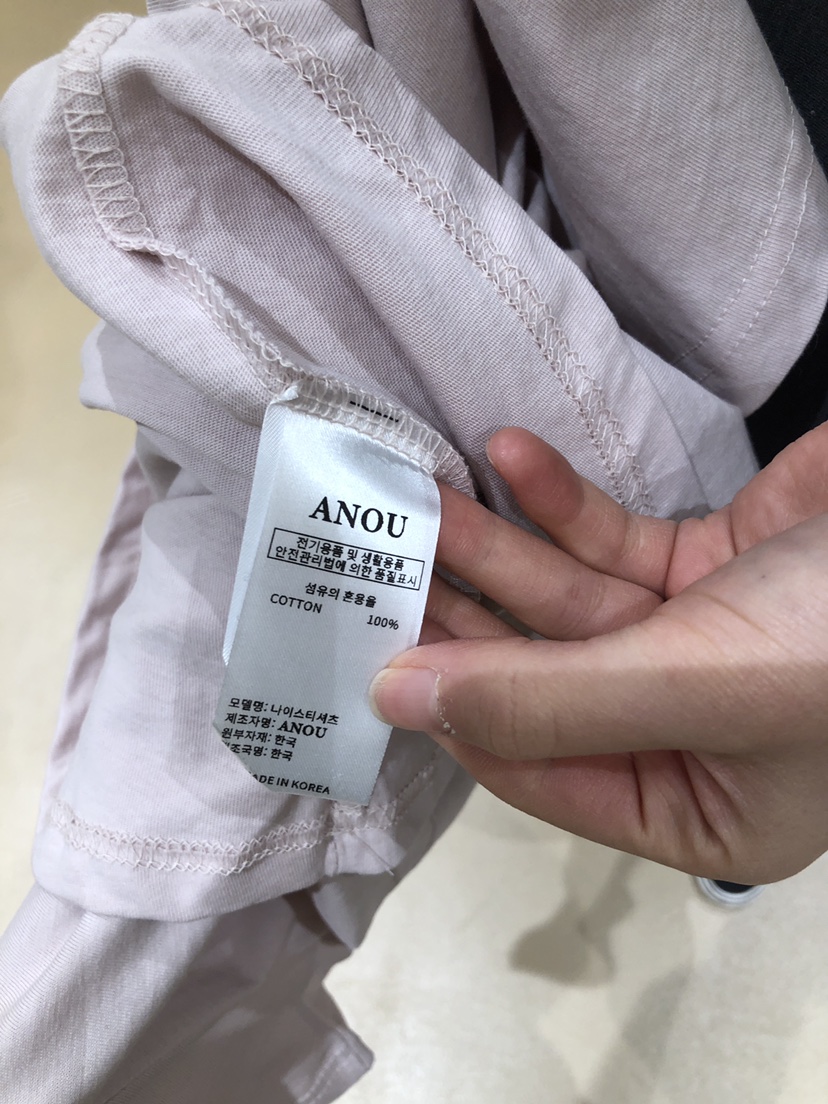 ANOU
전기용품 및 생활용품
안전관리법에 의한 품질표시
섬유의 혼용율
COTTON 100%
모델명: 나이스티셔츠
제조자명: ANOU
원부자재: 한국
제조국명: 한국
MADE IN KOREA